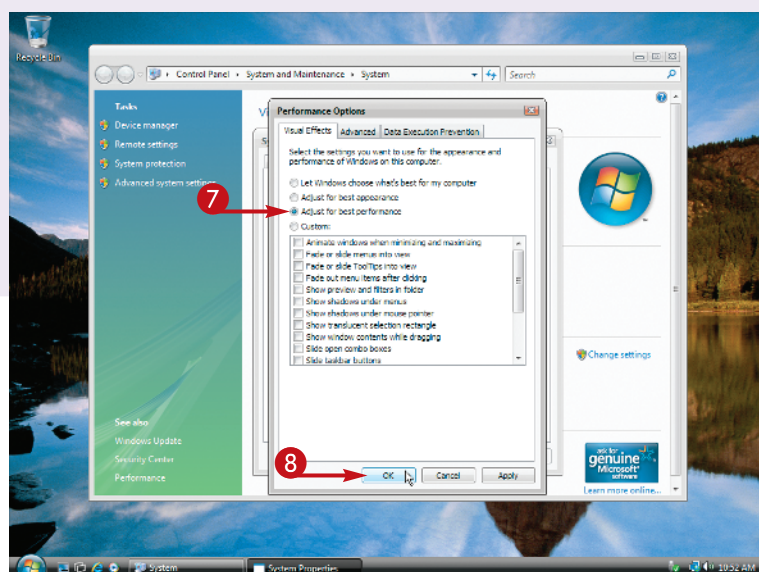 Recycle Bin
Control Panel
System and Maintenance
System
Search
Tasks
Device manager
Remote settings
System protection
Advanced system settings
Performance Options
Visual Effects
Advanced
Data Execution Prevention
Select the settings you want to use for the appearance and
performance of Windows on this computer.
Let Windows choose what's best for my computer
Adjust for best appearance
7
Adjust for best performance
Custom:
Animate windows when minimizing and maximizing
Fade or slide menus into view
Fade or slide ToolTips into view
Fade out menu items after clicking
Show preview and filters in folder
Show shadows under menus
Show shadows under mouse pointer
Show translucent selection rectangle
Show window contents while dragging
Slide open combo boxes
Slide taskbar buttons
Change settings
See also
Windows Update
Security Center
Performance
8
OK
Cancel
Apply
ask for
genuine
Microsoft
software
Learn more online...
System
System Properties
10:52 AM